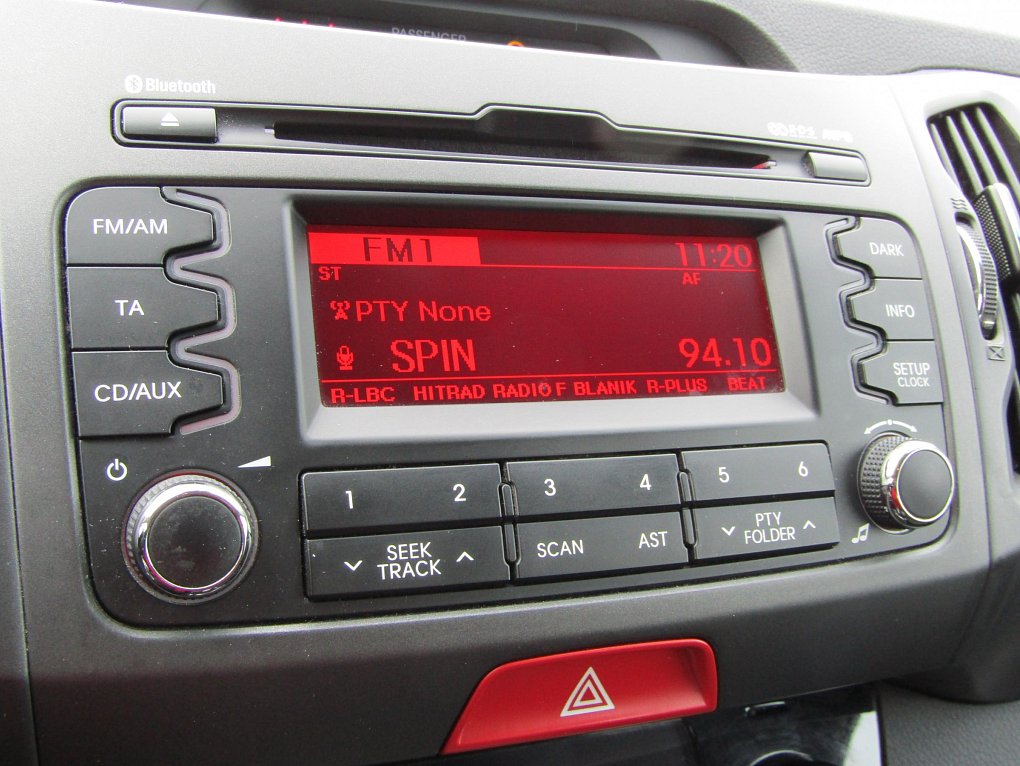 PASSENGER
Bluetooth
FM/AM
TA
CD/AUX
FM1 11:20
ST AF
PTY None
SPIN 94.10
R-LBC HITRAD RADIO F BLANIK R-PLUS BEAT
DARK
INFO
SETUP
CLOCK
1 2 3 4 5 6
SEEK
TRACK
SCAN AST
PTY
FOLDER